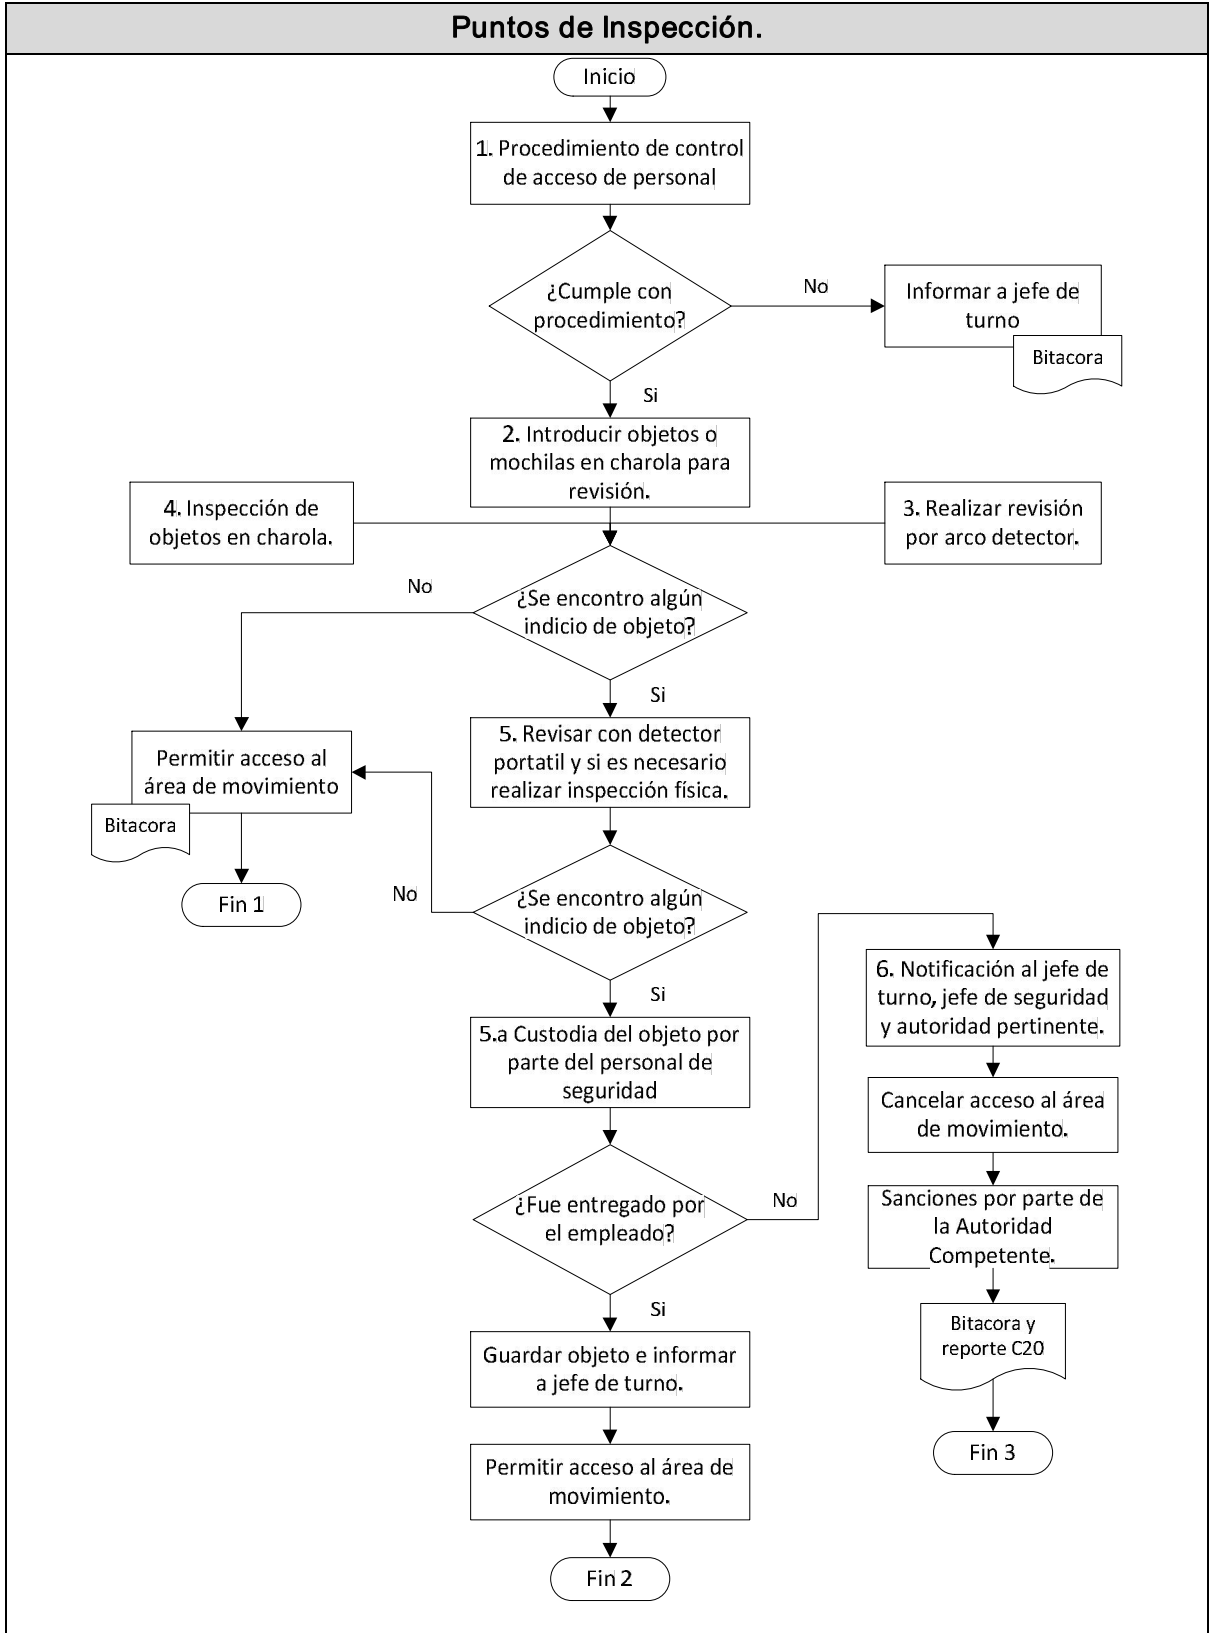 Puntos de Inspección.
Inicio
1. Procedimiento de control
de acceso de personal
¿Cumple con
procedimiento?
No
Informar a jefe de
turno
Bitacora
Si
2. Introducir objetos o
mochilas en charola para
revisión.
4. Inspección de
objetos en charola.
3. Realizar revisión
por arco detector.
No
¿Se encontro algún
indicio de objeto?
Si
Permitir acceso al
área de movimiento
Bitacora
Fin 1
5. Revisar con detector
portatil y si es necesario
realizar inspección física.
No
¿Se encontro algún
indicio de objeto?
Si
5.a Custodia del objeto por
parte del personal de
seguridad
¿Fue entregado por
el empleado?
No
6. Notificación al jefe de
turno, jefe de seguridad
y autoridad pertinente.
Cancelar acceso al área
de movimiento.
Sanciones por parte de
la Autoridad
Competente.
Bitacora y
reporte C20
Fin 3
Si
Guardar objeto e informar
a jefe de turno.
Permitir acceso al área de
movimiento.
Fin 2